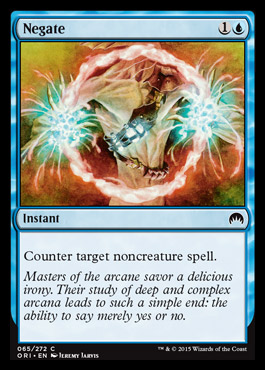 Negate 1
Instant
Counter target noncreature spell.
Masters of the arcane savor a delicious
irony. Their study of deep and complex
arcana leads to such a simple end: the
ability to say merely yes or no.
065/272 C
ORI • EN JEREMY JARVIS ™ & © 2015 Wizards of the Coast